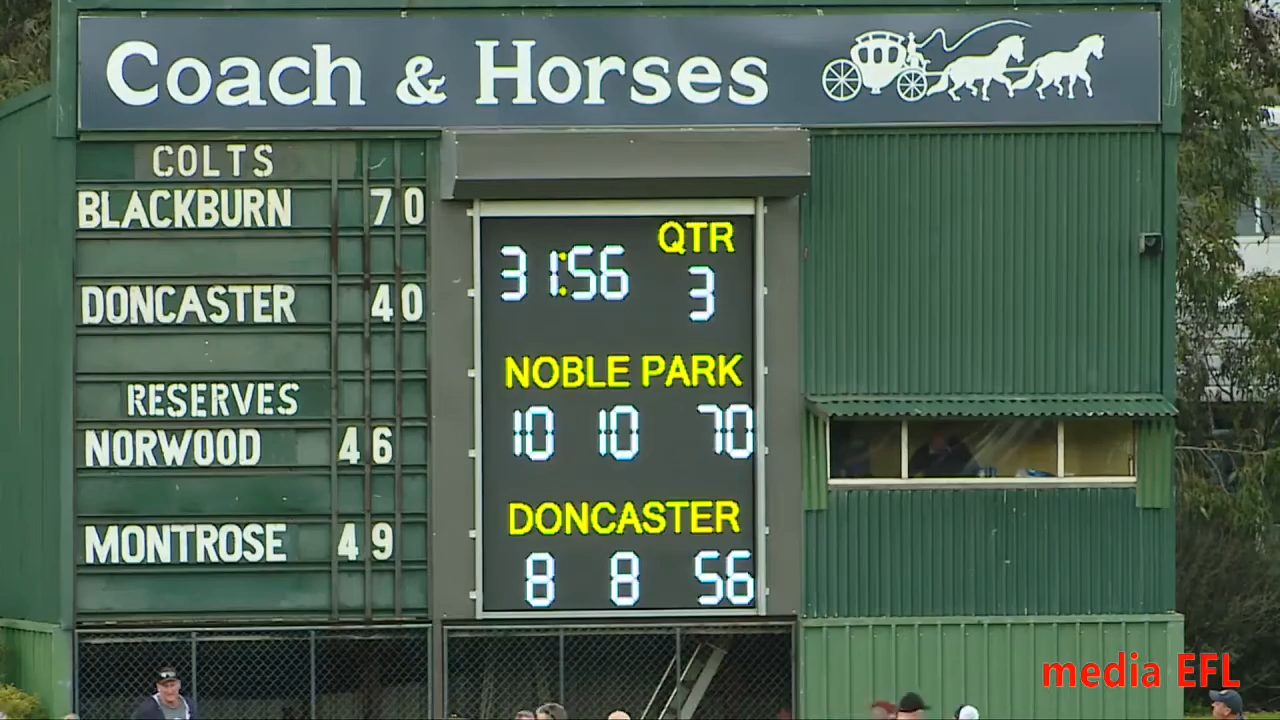 Coach & Horses
COLTS
BLACKBURN 70
DONCASTER 40
RESERVES
NORWOOD 46
MONTROSE 49
QTR
31:56 3
NOBLE PARK
10 10 70
DONCASTER
8 8 56
media EFL